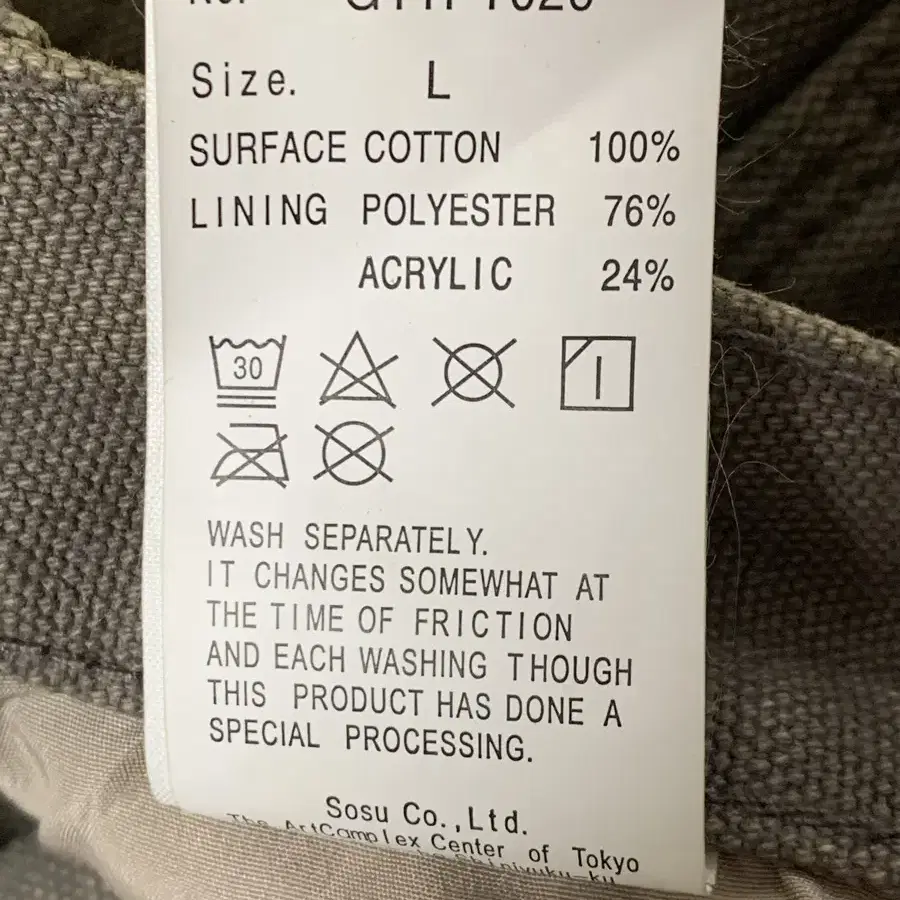 Size. L
SURFACE COTTON 100%
LINING POLYESTER 76%
ACRYLIC 24%
30
WASH SEPARATELY.
IT CHANGES SOMEWHAT AT
THE TIME OF FRICTION
AND EACH WASHING THOUGH
THIS PRODUCT HAS DONE A
SPECIAL PROCESSING.
Sosu Co.,Ltd.
The ArtComplex Center of Tokyo